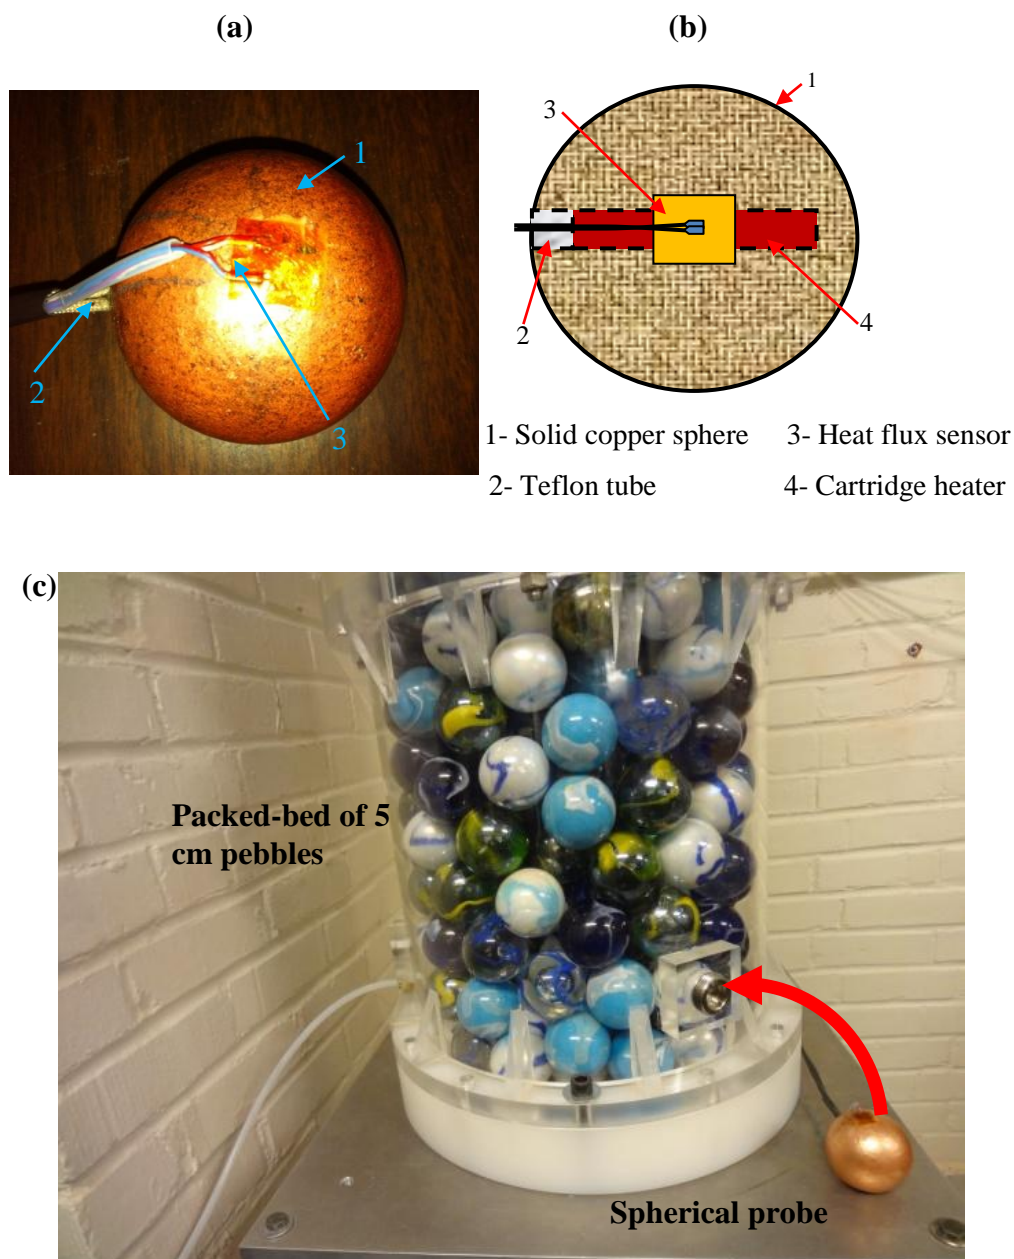 (a)
(b)
1
2
3
1
3
2
4
1- Solid copper sphere 3- Heat flux sensor
2- Teflon tube 4- Cartridge heater
(c)
Packed-bed of 5
cm pebbles
Spherical probe